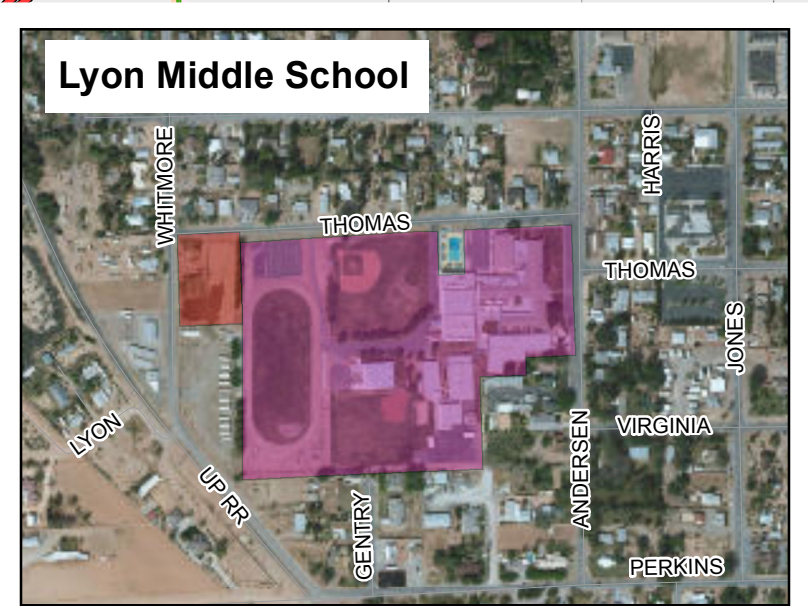 Lyon Middle School
WHITMORE
HARRIS
THOMAS
THOMAS
JONES
LYON
VIRGINIA
UP RR
ANDERSEN
GENTRY
PERKINS